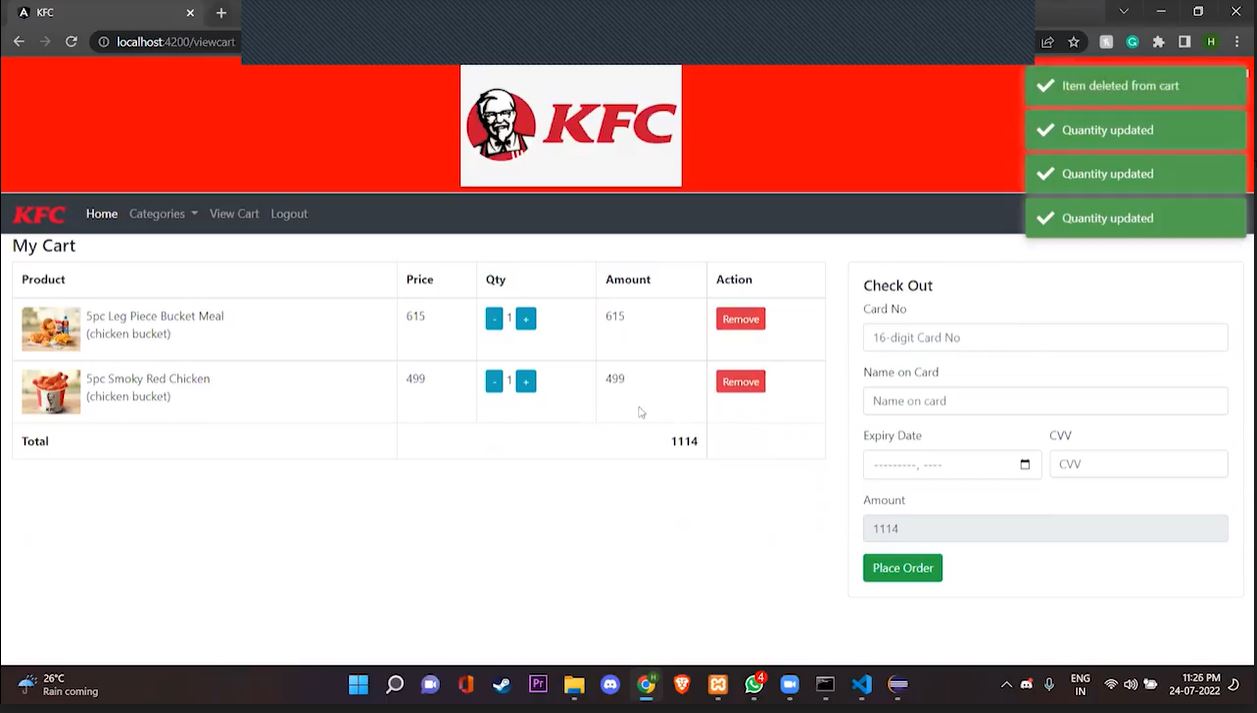 KFC
localhost:4200/viewcart
H
KFC
Item deleted from cart
Quantity updated
Quantity updated
Quantity updated
KFC Home Categories View Cart Logout
My Cart
Product Price Qty Amount Action
5pc Leg Piece Bucket Meal
(chicken bucket)
615 - 1 + 615 Remove
5pc Smoky Red Chicken
(chicken bucket)
499 - 1 + 499 Remove
Total 1114
Check Out
Card No
16-digit Card No
Name on Card
Name on card
Expiry Date CVV
---------, ---- CVV
Amount
1114
Place Order
26°C
Rain coming
Pr
4
ENG
IN
11:26 PM
24-07-2022